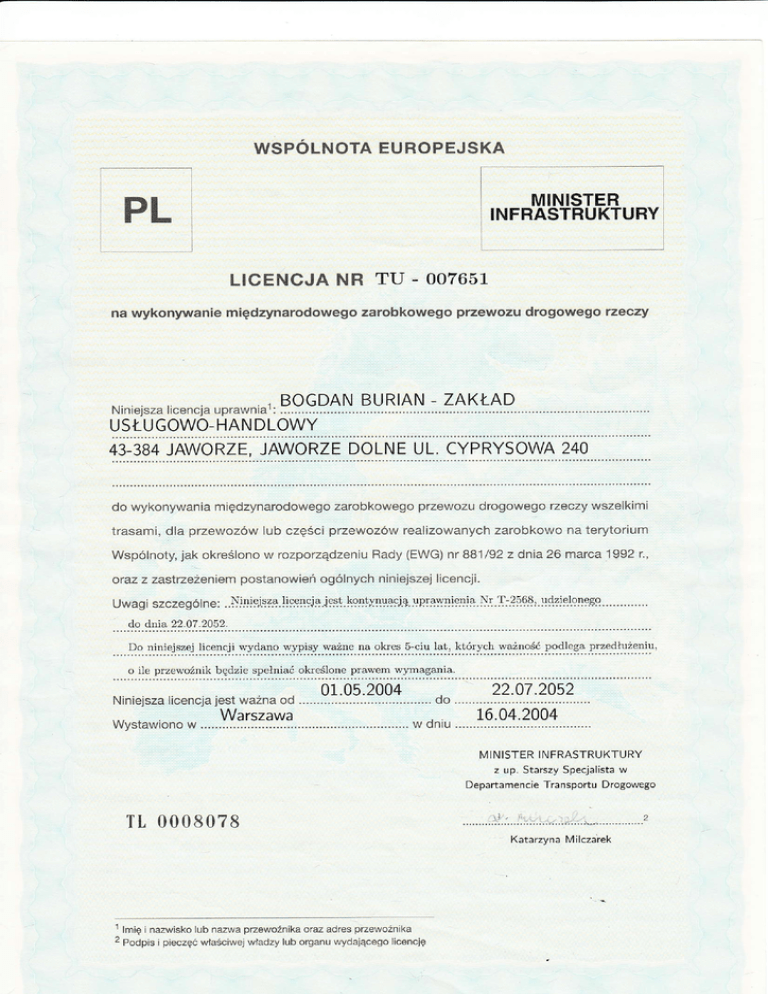 WSPÓLNOTA EUROPEJSKA
PL
MINISTER
INFRASTRUKTURY
LICENCJA NR TU - 007651
na wykonywanie międzynarodowego zarobkowego przewozu drogowego rzeczy
Niniejsza licencja uprawnia¹: BOGDAN BURIAN - ZAKŁAD
USŁUGOWO-HANDLOWY
43-384 JAWORZE, JAWORZE DOLNE UL. CYPRYSOWA 240
do wykonywania międzynarodowego zarobkowego przewozu drogowego rzeczy wszelkimi
trasami, dla przewozów lub części przewozów realizowanych zarobkowo na terytorium
Wspólnoty, jak określono w rozporządzeniu Rady (EWG) nr 881/92 z dnia 26 marca 1992 r.,
oraz z zastrzeżeniem postanowień ogólnych niniejszej licencji.
Uwagi szczególne: Niniejsza licencja jest kontynuacją uprawnienia Nr T-2568, udzielonego
do dnia 22.07.2052.
Do niniejszej licencji wydano wypisy ważne na okres 5-ciu lat, których ważność podlega przedłużeniu,
o ile przewoźnik będzie spełniać określone prawem wymagania.
Niniejsza licencja jest ważna od 01.05.2004 do 22.07.2052
Wystawiono w Warszawa w dniu 16.04.2004
MINISTER INFRASTRUKTURY
z up. Starszy Specjalista w
Departamencie Transportu Drogowego
TL 0008078
2
Katarzyna Milczarek
¹ Imię i nazwisko lub nazwa przewoźnika oraz adres przewoźnika
² Podpis i pieczęć właściwej władzy lub organu wydającego licencję